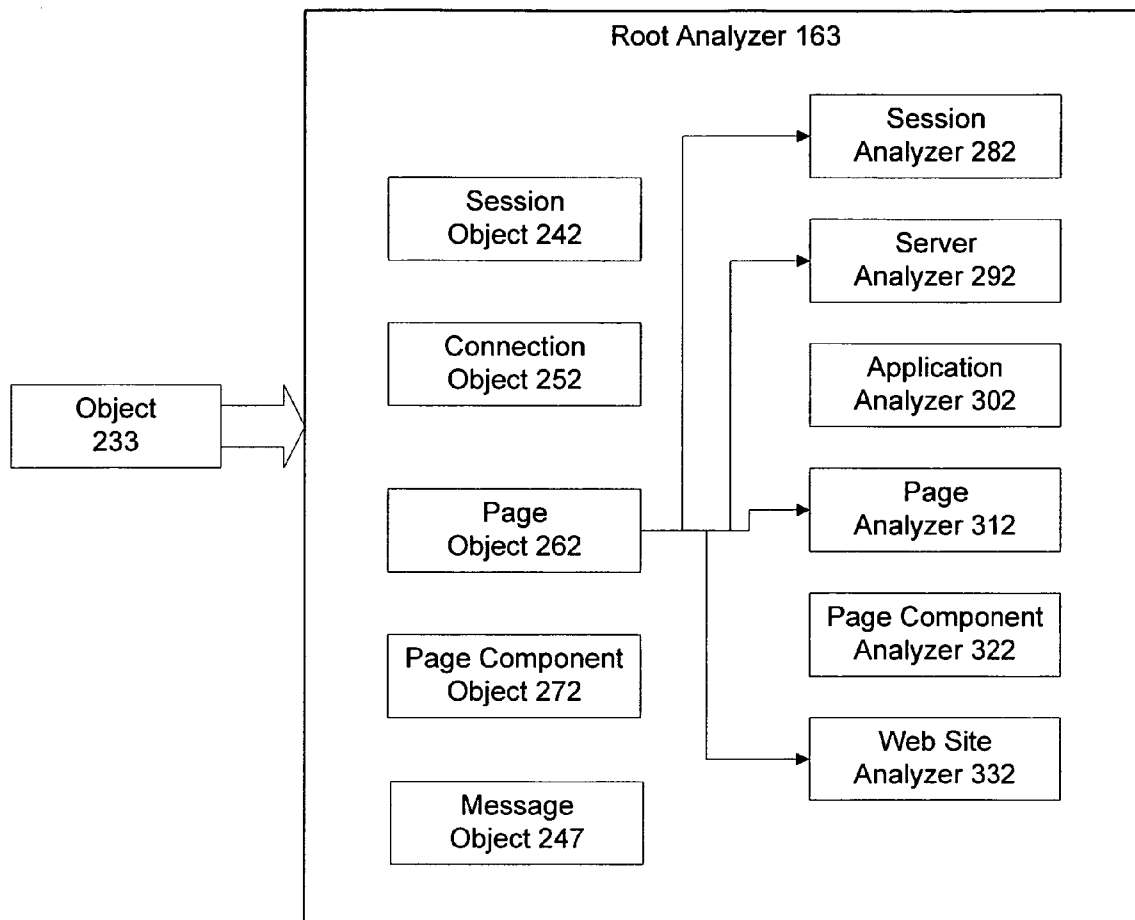 Root Analyzer 163
Object
233
Session
Object 242
Connection
Object 252
Page
Object 262
Page Component
Object 272
Message
Object 247
Session
Analyzer 282
Server
Analyzer 292
Application
Analyzer 302
Page
Analyzer 312
Page Component
Analyzer 322
Web Site
Analyzer 332